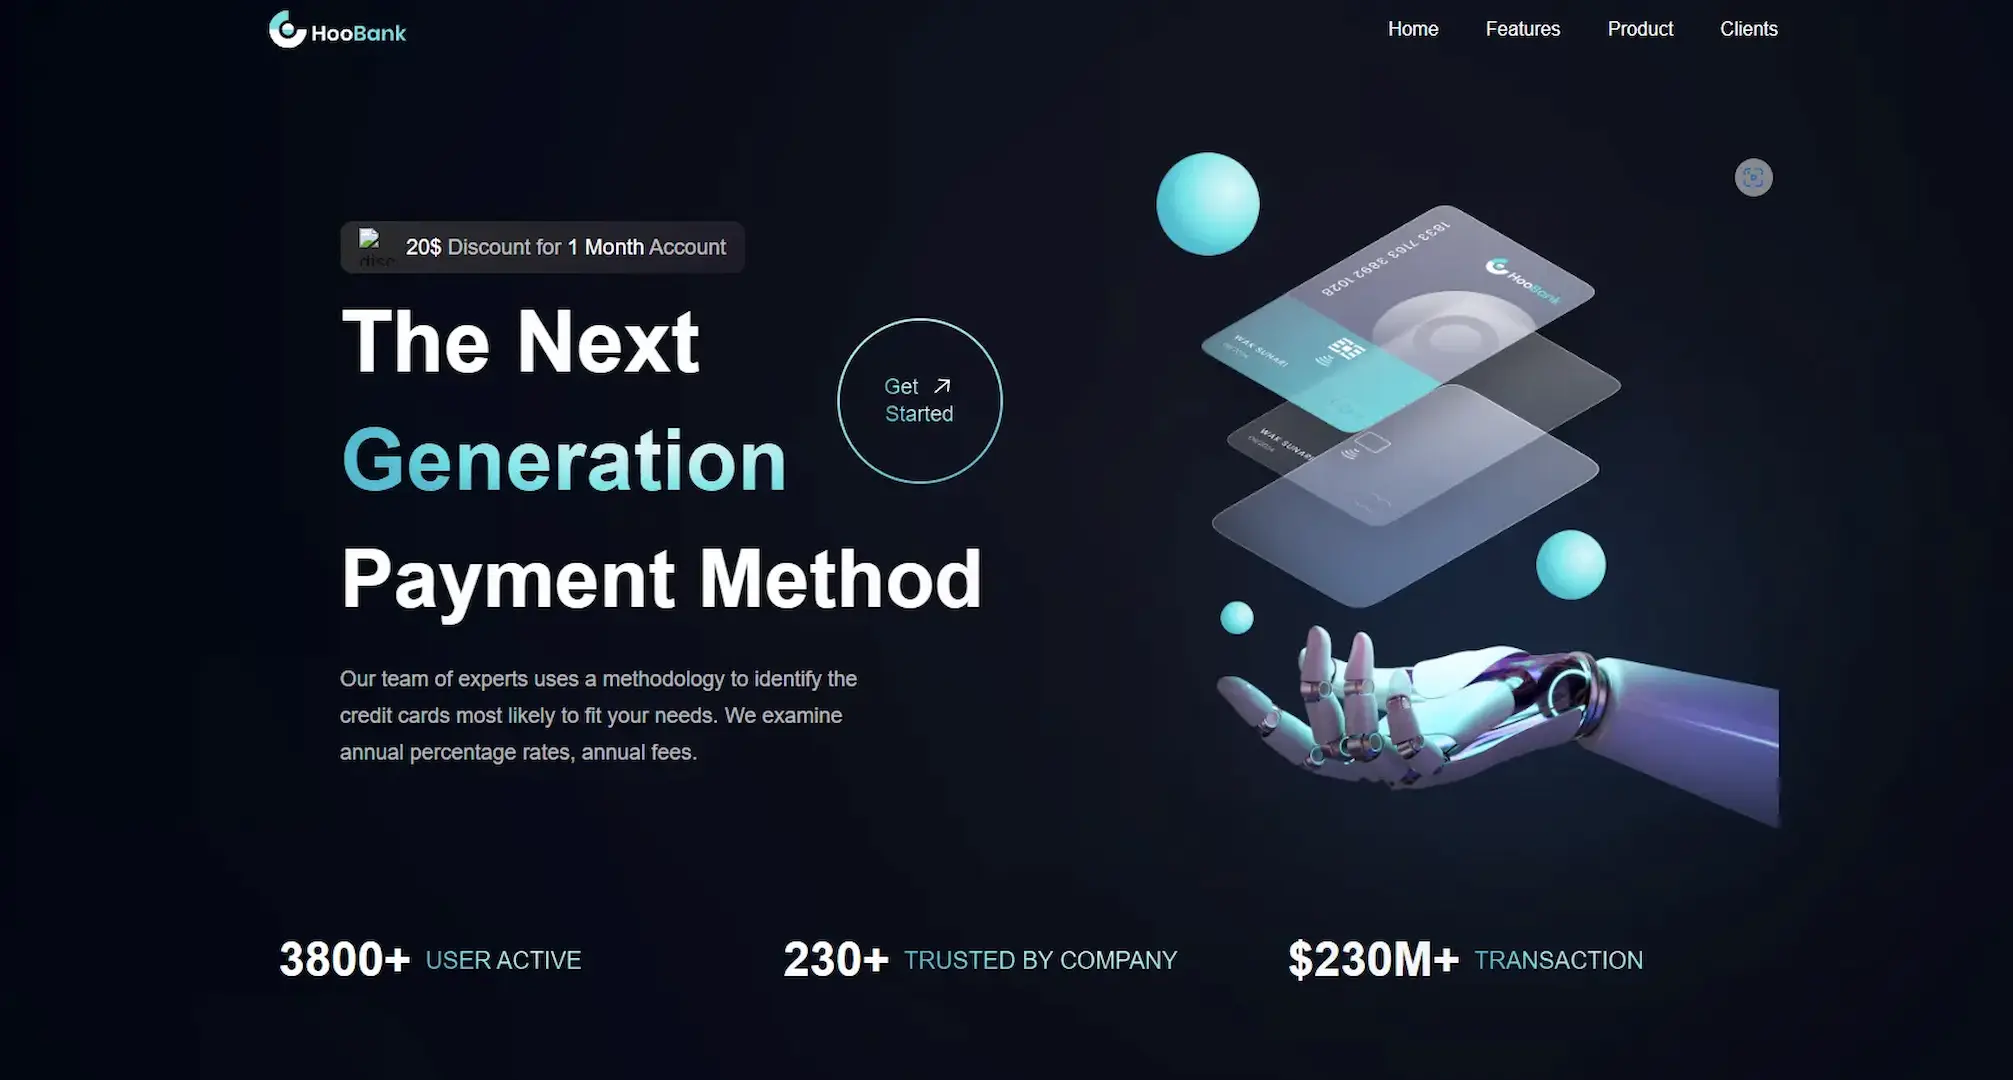 HooBank
Home Features Product Clients
disc
20$ Discount for 1 Month Account
The Next
Generation
Payment Method
Get
Started
Our team of experts uses a methodology to identify the
credit cards most likely to fit your needs. We examine
annual percentage rates, annual fees.
1833 7163 3892 1028
HooBank
WAK SUHARI
WAK SUHARI
3800+ USER ACTIVE
230+ TRUSTED BY COMPANY
$230M+ TRANSACTION